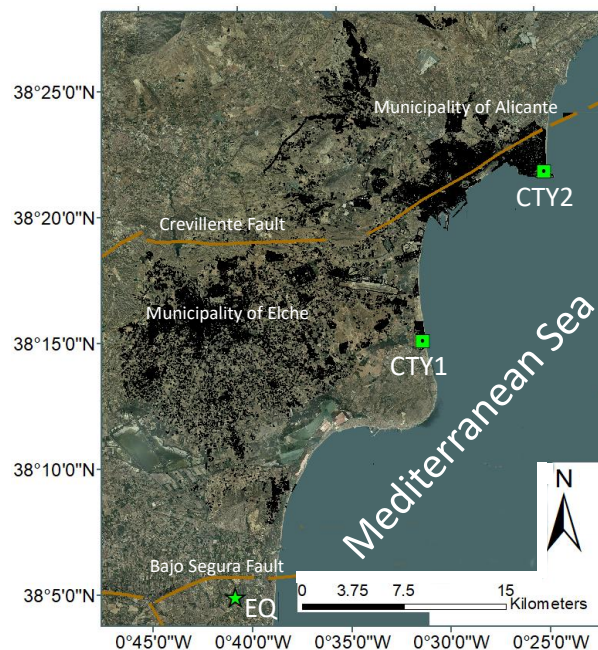 38°25'0"N
Municipality of Alicante
CTY2
38°20'0"N
Crevillente Fault
Municipality of Elche
38°15'0"N
CTY1
Mediterranean Sea
38°10'0"N
N
Bajo Segura Fault
38°5'0"N
EQ
0 3.75 7.5 15
Kilometers
0°45'0"W 0°40'0"W 0°35'0"W 0°30'0"W 0°25'0"W